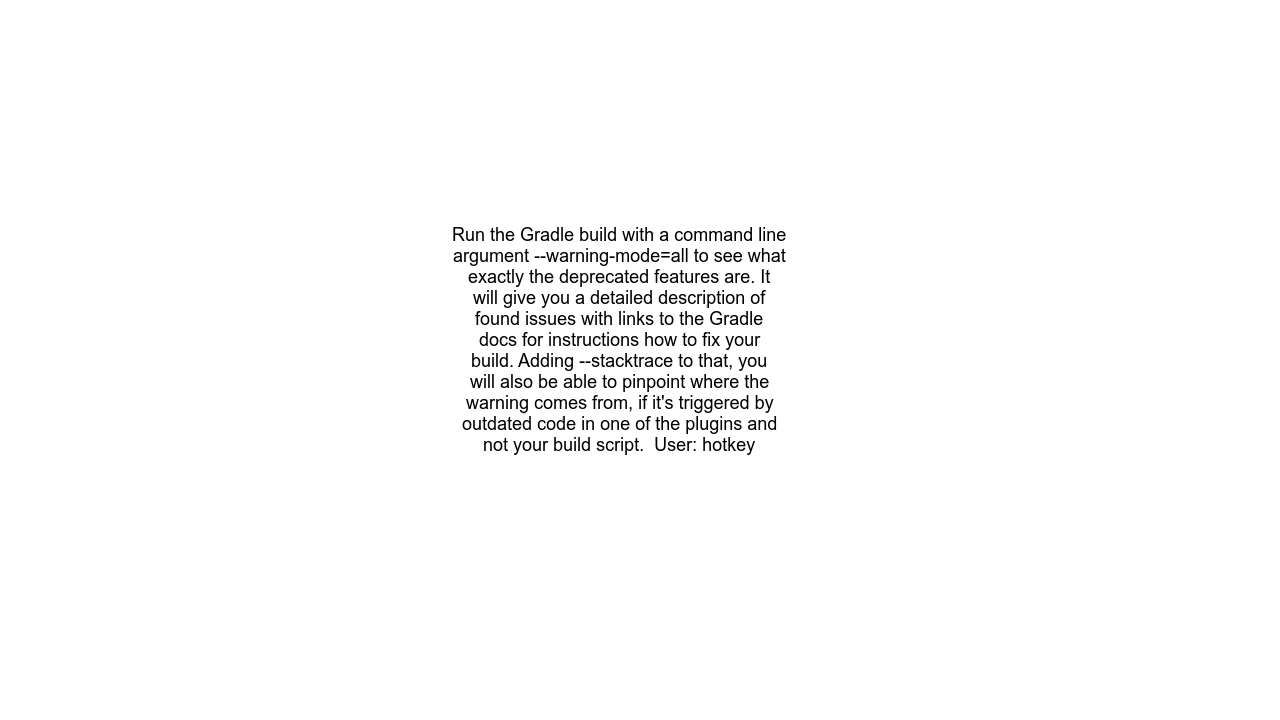 Run the Gradle build with a command line
argument --warning-mode=all to see what
exactly the deprecated features are. It
will give you a detailed description of
found issues with links to the Gradle
docs for instructions how to fix your
build. Adding --stacktrace to that, you
will also be able to pinpoint where the
warning comes from, if it's triggered by
outdated code in one of the plugins and
not your build script.  User: hotkey